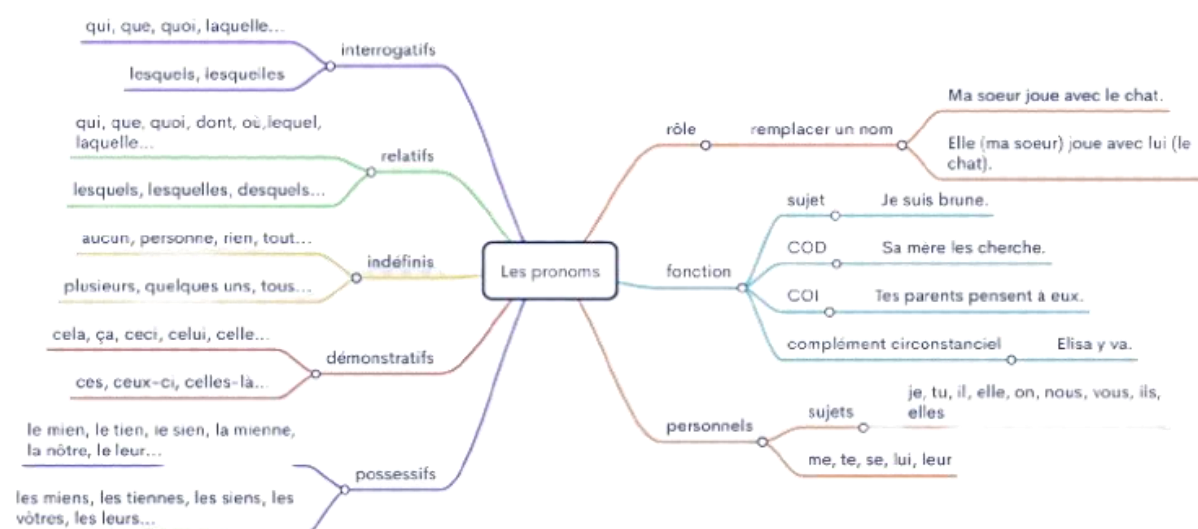 qui, que, quoi, laquelle...
interrogatifs
lesquels, lesquelles
qui, que, quoi, dont, où,lequel,
laquelle...
relatifs
lesquels, lesquelles, desquels...
aucun, personne, rien, tout...
indéfinis
plusieurs, quelques uns, tous...
cela, ça, ceci, celui, celle...
démonstratifs
ces, ceux-ci, celles-là...
le mien, le tien, le sien, la mienne,
la nôtre, le leur...
possessifs
les miens, les tiennes, les siens, les
vôtres, les leurs...
Les pronoms
rôle
remplacer un nom
Ma soeur joue avec le chat.
Elle (ma soeur) joue avec lui (le
chat).
fonction
sujet
Je suis brune.
COD
Sa mère les cherche.
COI
Tes parents pensent à eux.
complément circonstanciel
Elisa y va.
personnels
sujets
je, tu, il, elle, on, nous, vous, ils,
elles
me, te, se, lui, leur